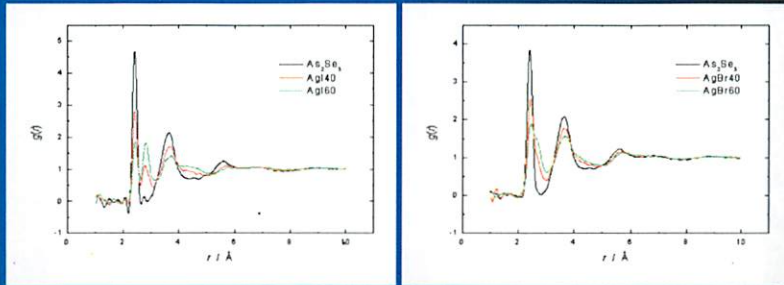 5
4
3
2
1
0
-1
g(r)
As₂Se₃
AgI40
AgI60
0 2 4 6 8 10
r / Å
4
3
2
1
0
-1
g(r)
As₂Se₃
AgBr40
AgBr60
0 2 4 6 8 10
r / Å